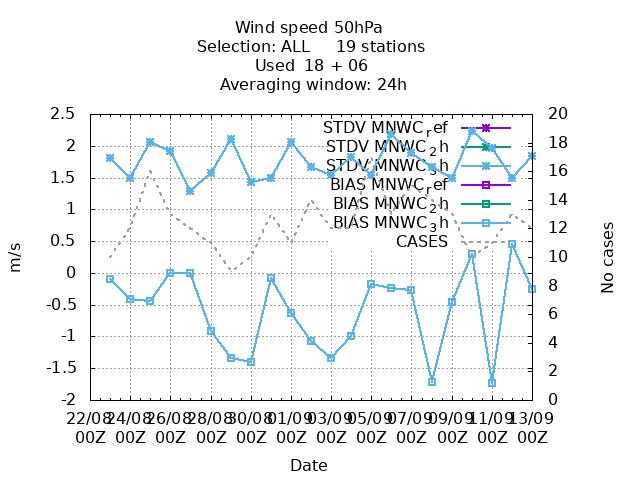 Wind speed 50hPa
Selection: ALL 19 stations
Used 18 + 06
Averaging window: 24h
2.5
2
1.5
1
0.5
0
-0.5
-1
-1.5
-2
m/s
20
18
16
14
12
10
8
6
4
2
0
No cases
STDV MNWC_ref
STDV MNWC_2h
STDV MNWC_3h
BIAS MNWC_ref
BIAS MNWC_2h
BIAS MNWC_3h
CASES
22/08 24/08 26/08 28/08 30/08 01/09 03/09 05/09 07/09 09/09 11/09 13/09
00Z 00Z 00Z 00Z 00Z 00Z 00Z 00Z 00Z 00Z 00Z 00Z
Date